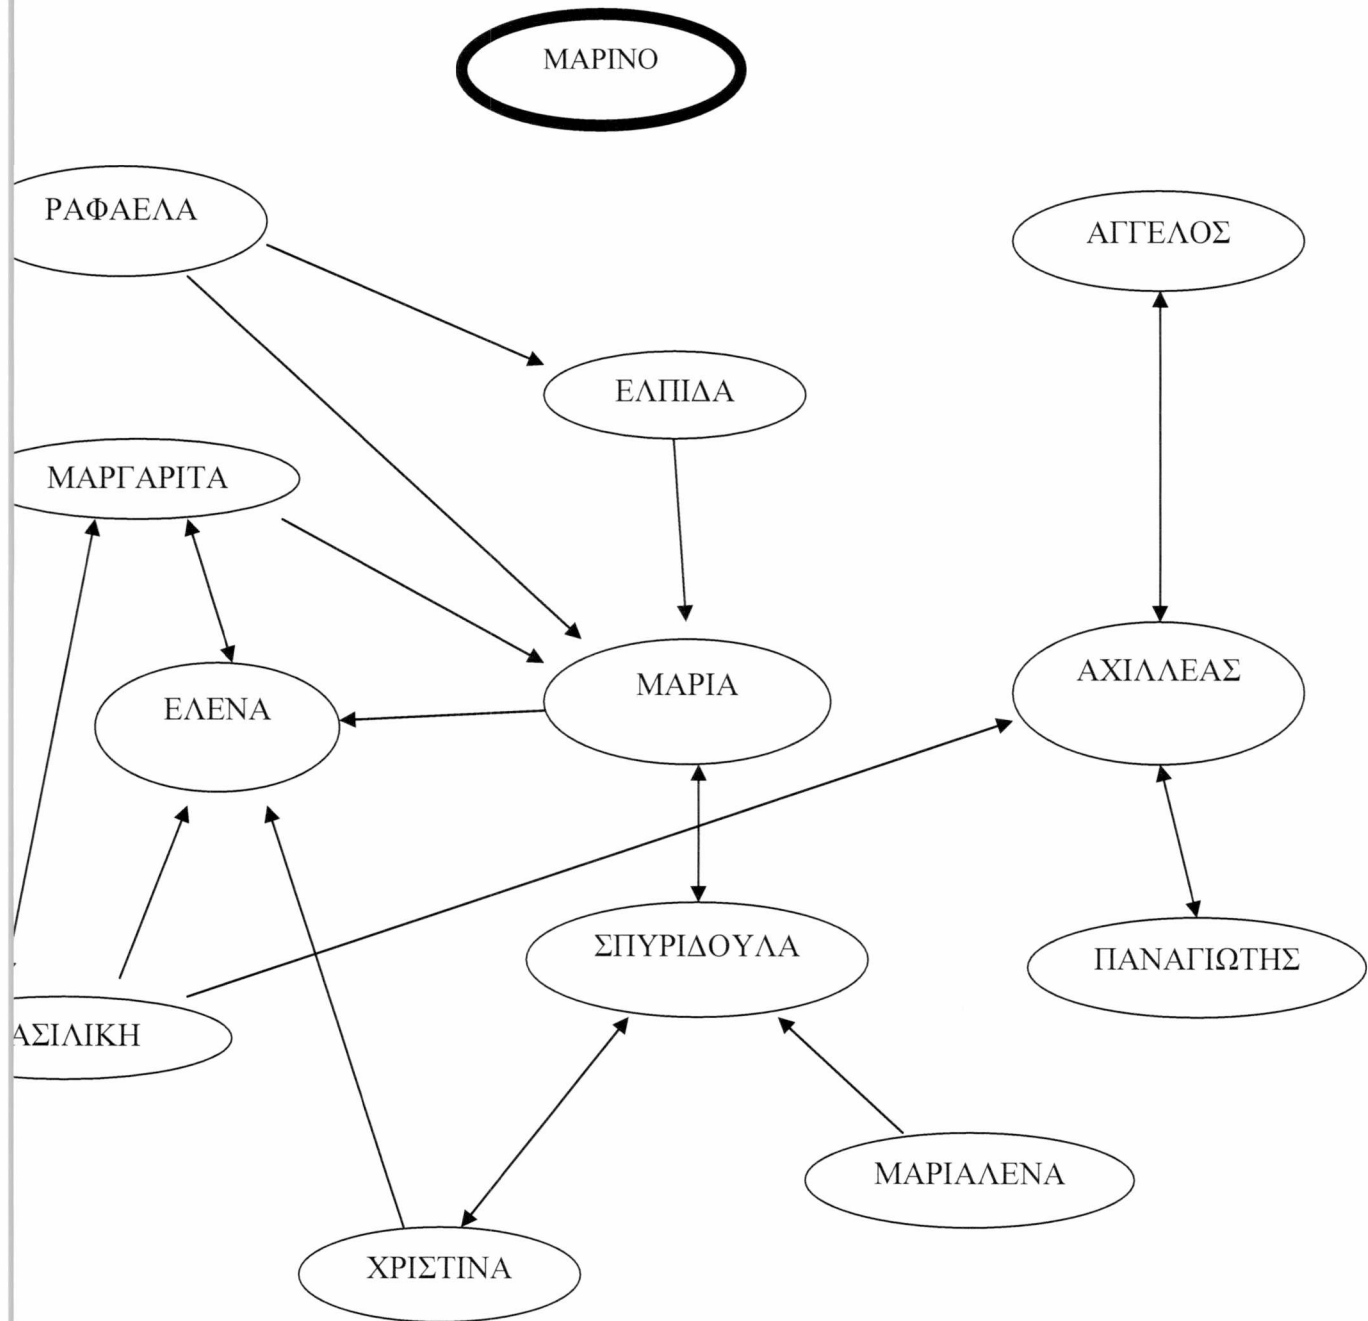 ΜΑΡΙΝΟ
ΡΑΦΑΕΛΑ
ΑΓΓΕΛΟΣ
ΕΛΠΙΔΑ
ΜΑΡΓΑΡΙΤΑ
ΜΑΡΙΑ
ΑΧΙΛΛΕΑΣ
ΕΛΕΝΑ
ΣΠΥΡΙΔΟΥΛΑ
ΠΑΝΑΓΙΩΤΗΣ
ΑΣΙΛΙΚΗ
ΜΑΡΙΑΛΕΝΑ
ΧΡΙΣΤΙΝΑ